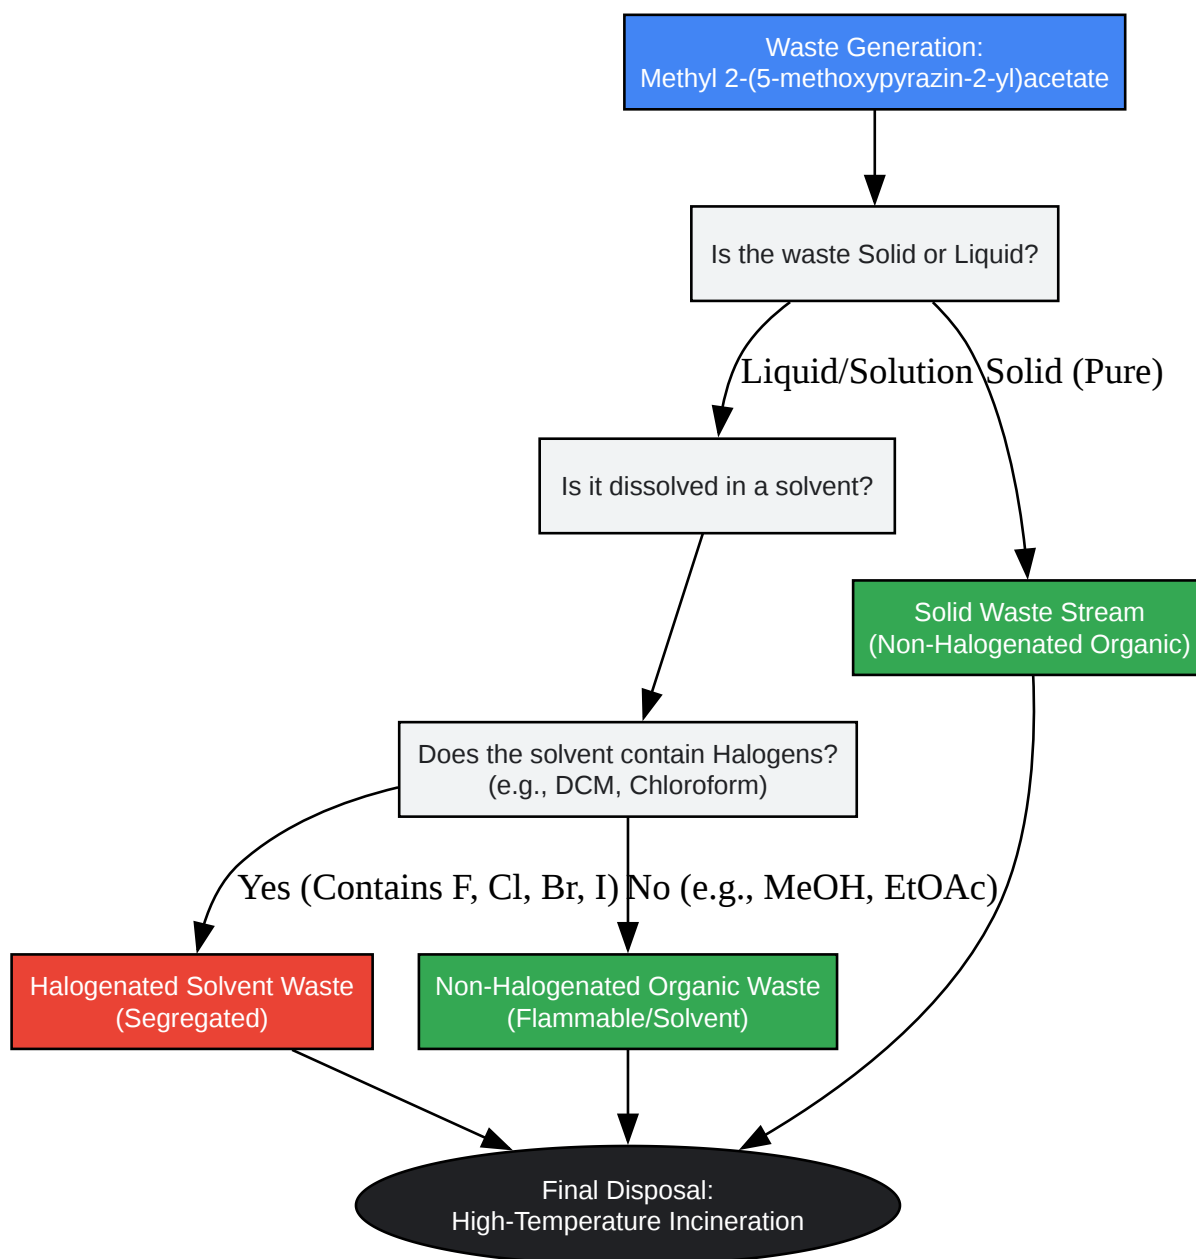 Waste Generation:
Methyl 2-(5-methoxypyrazin-2-yl)acetate
Is the waste Solid or Liquid?
Liquid/Solution
Solid (Pure)
Is it dissolved in a solvent?
Solid Waste Stream
(Non-Halogenated Organic)
Does the solvent contain Halogens?
(e.g., DCM, Chloroform)
Yes (Contains F, Cl, Br, I)
No (e.g., MeOH, EtOAc)
Halogenated Solvent Waste
(Segregated)
Non-Halogenated Organic Waste
(Flammable/Solvent)
Final Disposal:
High-Temperature Incineration